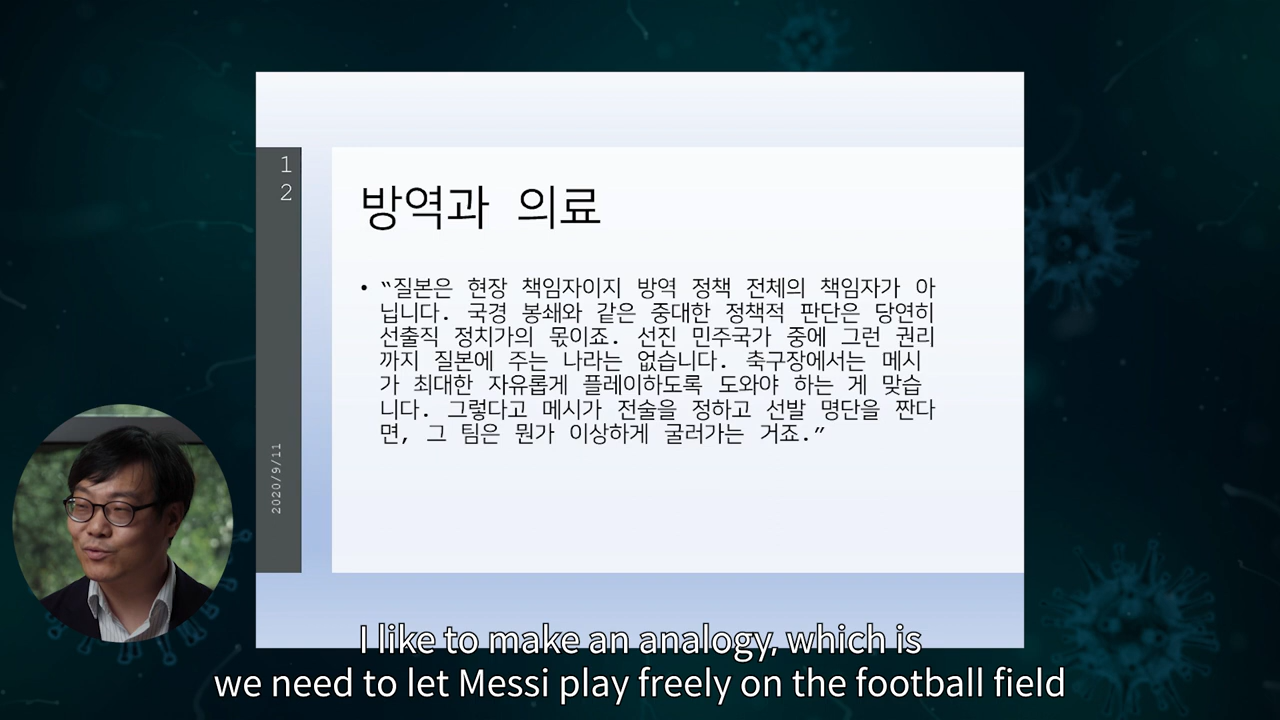 1
2
방역과 의료
• “질본은 현장 책임자이지 방역 정책 전체의 책임자가 아
닙니다. 국경 봉쇄와 같은 중대한 정책적 판단은 당연히
선출직 정치가의 몫이죠. 선진 민주국가 중에 그런 권리
까지 질본에 주는 나라는 없습니다. 축구장에서는 메시
가 최대한 자유롭게 플레이하도록 도와야 하는 게 맞습
니다. 그렇다고 메시가 전술을 정하고 선발 명단을 짠다
면, 그 팀은 뭔가 이상하게 굴러가는 거죠.”
2020/9/11
I like to make an analogy, which is
we need to let Messi play freely on the football field